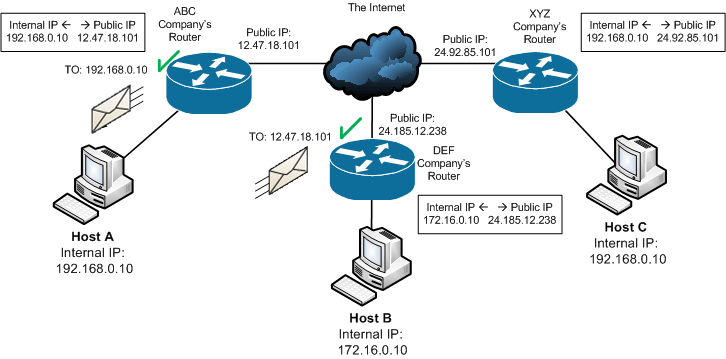 Internal IP ← → Public IP
192.168.0.10 12.47.18.101
ABC
Company's
Router
Public IP:
12.47.18.101
The Internet
Public IP:
24.92.85.101
XYZ
Company's
Router
Internal IP ← → Public IP
192.168.0.10 24.92.85.101
TO: 192.168.0.10
TO: 12.47.18.101
Public IP:
24.185.12.238
DEF
Company's
Router
Internal IP ← → Public IP
172.16.0.10 24.185.12.238
Host A
Internal IP:
192.168.0.10
Host B
Internal IP:
172.16.0.10
Host C
Internal IP:
192.168.0.10